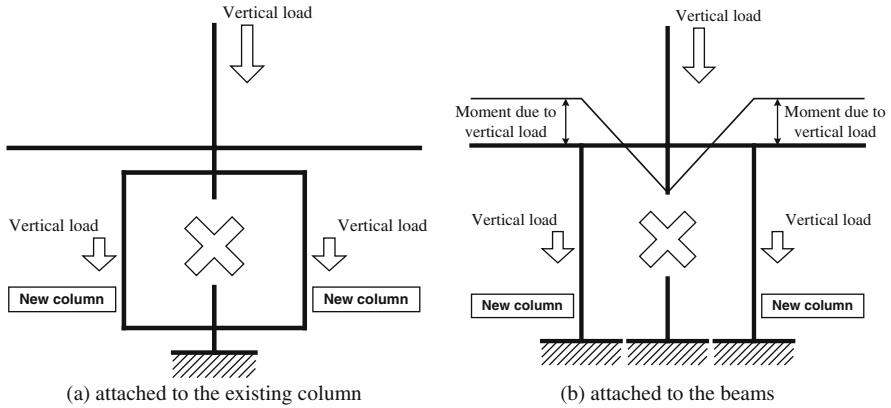 Vertical load
Vertical load
Vertical load
New column
New column
(a) attached to the existing column
Vertical load
Moment due to
vertical load
Moment due to
vertical load
Vertical load
Vertical load
New column
New column
(b) attached to the beams